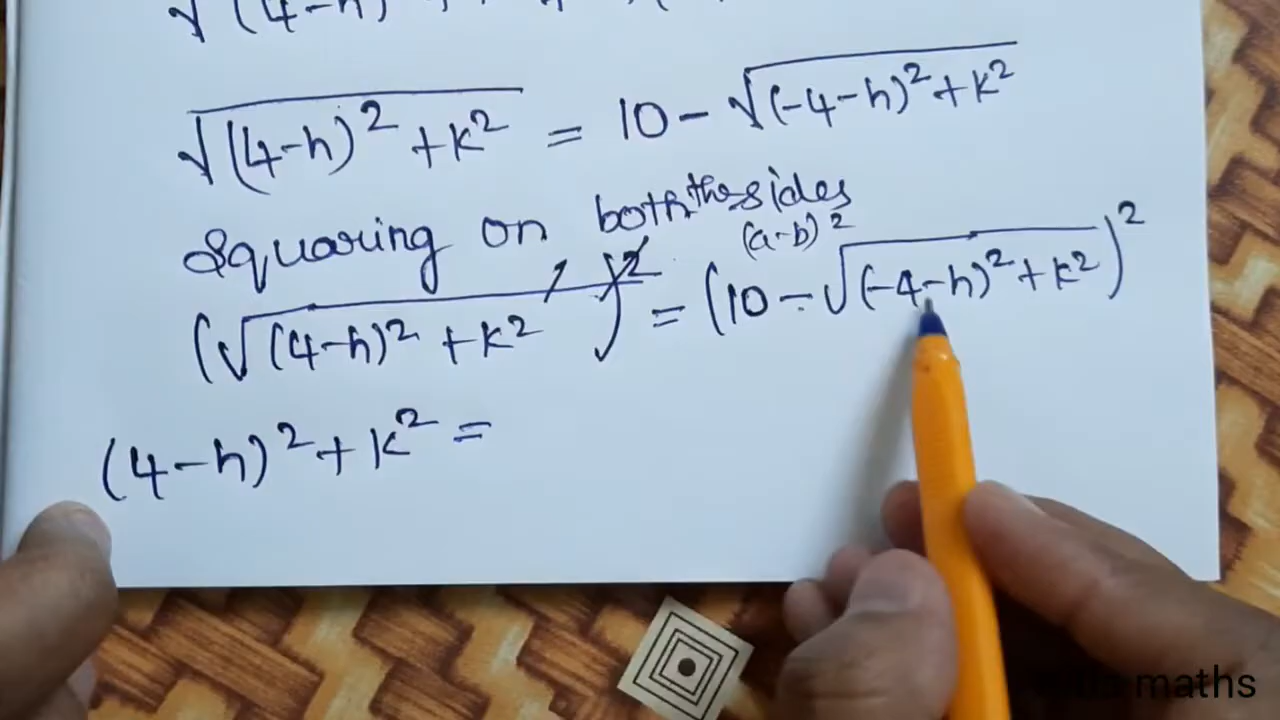 √(4-h)
√(4-h)² + k² = 10 - √(-4-h)² + k²
Squaring on both the sides
(a-b)²
(√(4-h)² + k²)² = (10 - √(-4-h)² + k²)²
(4-h)² + k² =
maths